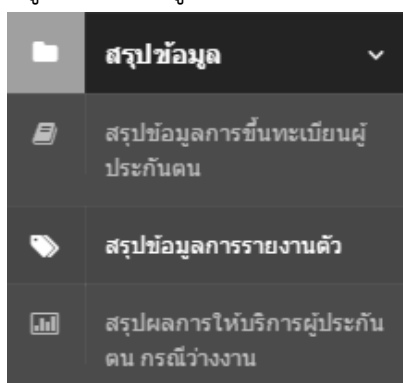 สรุปข้อมูล
สรุปข้อมูลการขึ้นทะเบียนผู้
ประกันตน
สรุปข้อมูลการรายงานตัว
สรุปผลการให้บริการผู้ประกัน
ตน กรณีว่างงาน